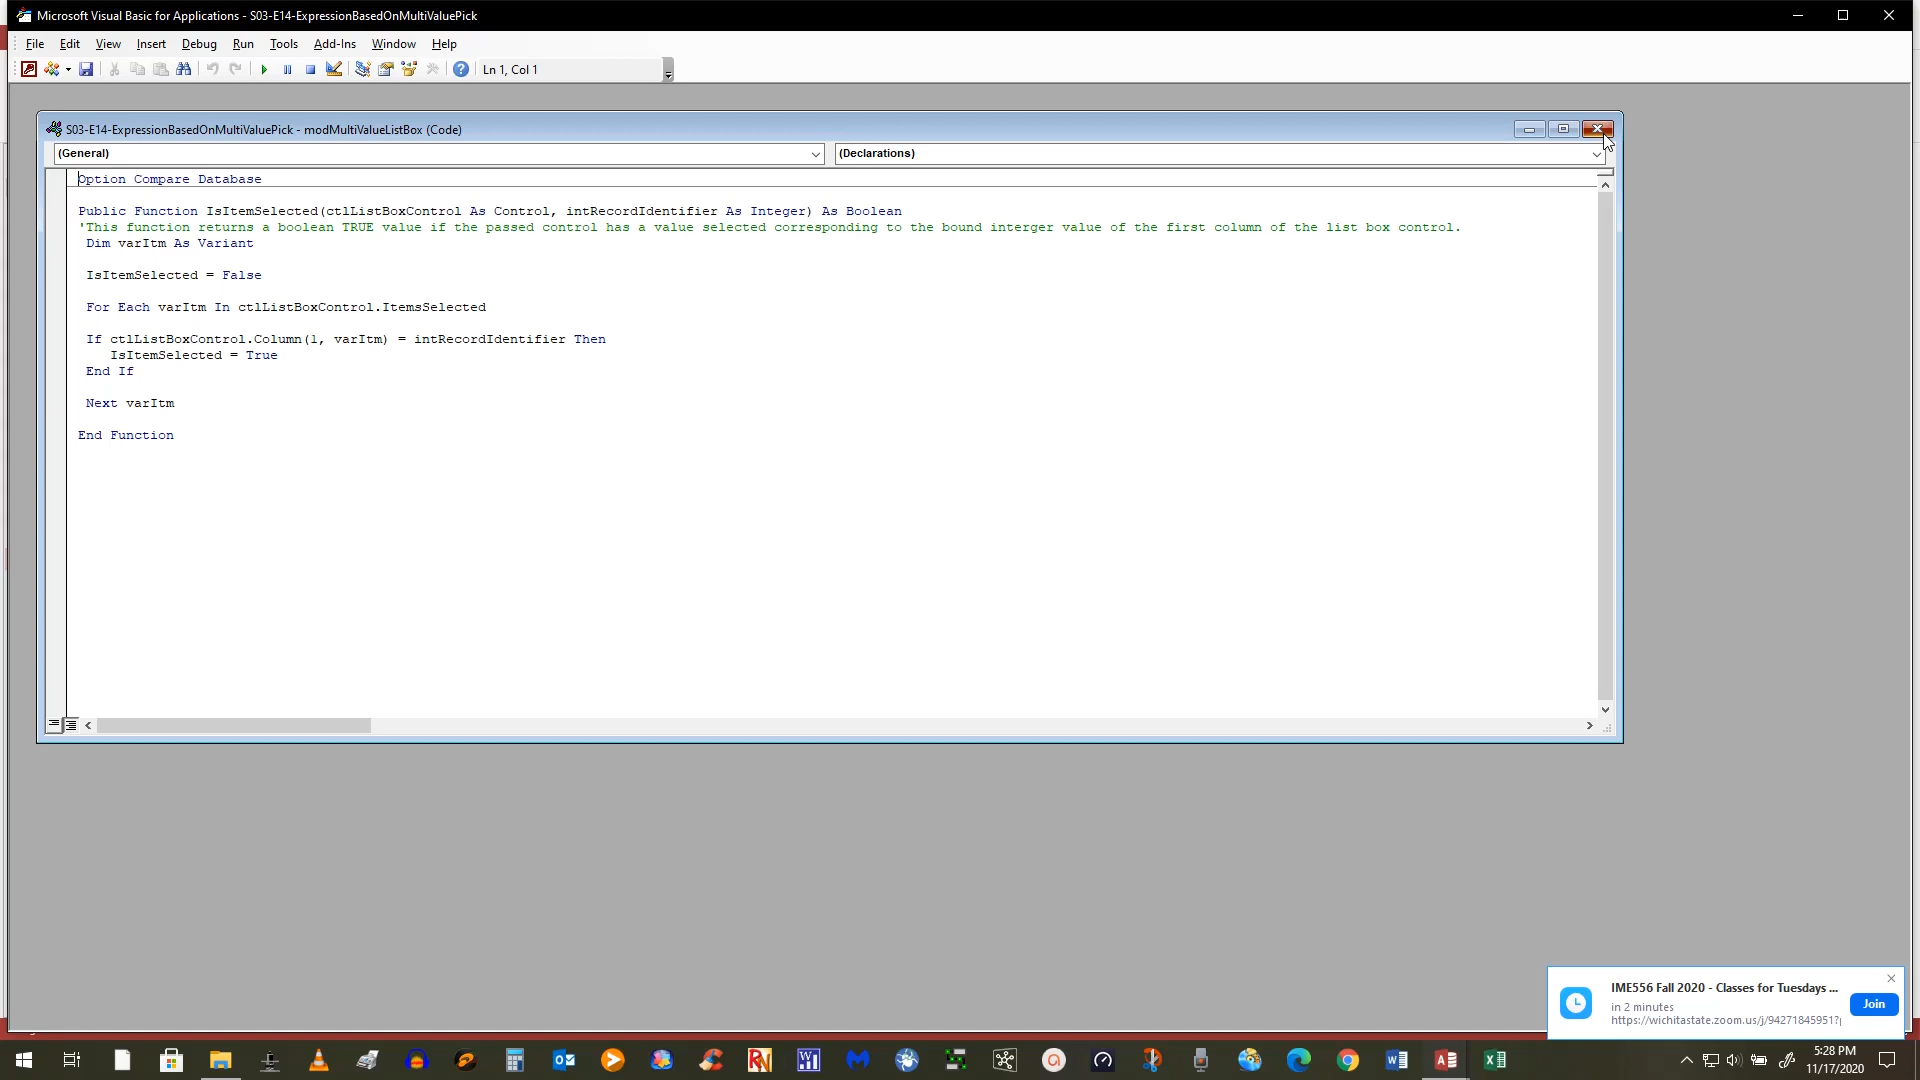 Microsoft Visual Basic for Applications - S03-E14-ExpressionBasedOnMultiValuePick
File Edit View Insert Debug Run Tools Add-Ins Window Help
Ln 1, Col 1
S03-E14-ExpressionBasedOnMultiValuePick - modMultiValueListBox (Code)
(General) (Declarations)
Option Compare Database
Public Function IsItemSelected(ctlListBoxControl As Control, intRecordIdentifier As Integer) As Boolean
'This function returns a boolean TRUE value if the passed control has a value selected corresponding to the bound interger value of the first column of the list box control.
Dim varItm As Variant
IsItemSelected = False
For Each varItm In ctlListBoxControl.ItemsSelected
If ctlListBoxControl.Column(1, varItm) = intRecordIdentifier Then
IsItemSelected = True
End If
Next varItm
End Function
IME556 Fall 2020 - Classes for Tuesdays ...
in 2 minutes
Join
https://wichitastate.zoom.us/j/94271845951?
5:28 PM
11/17/2020